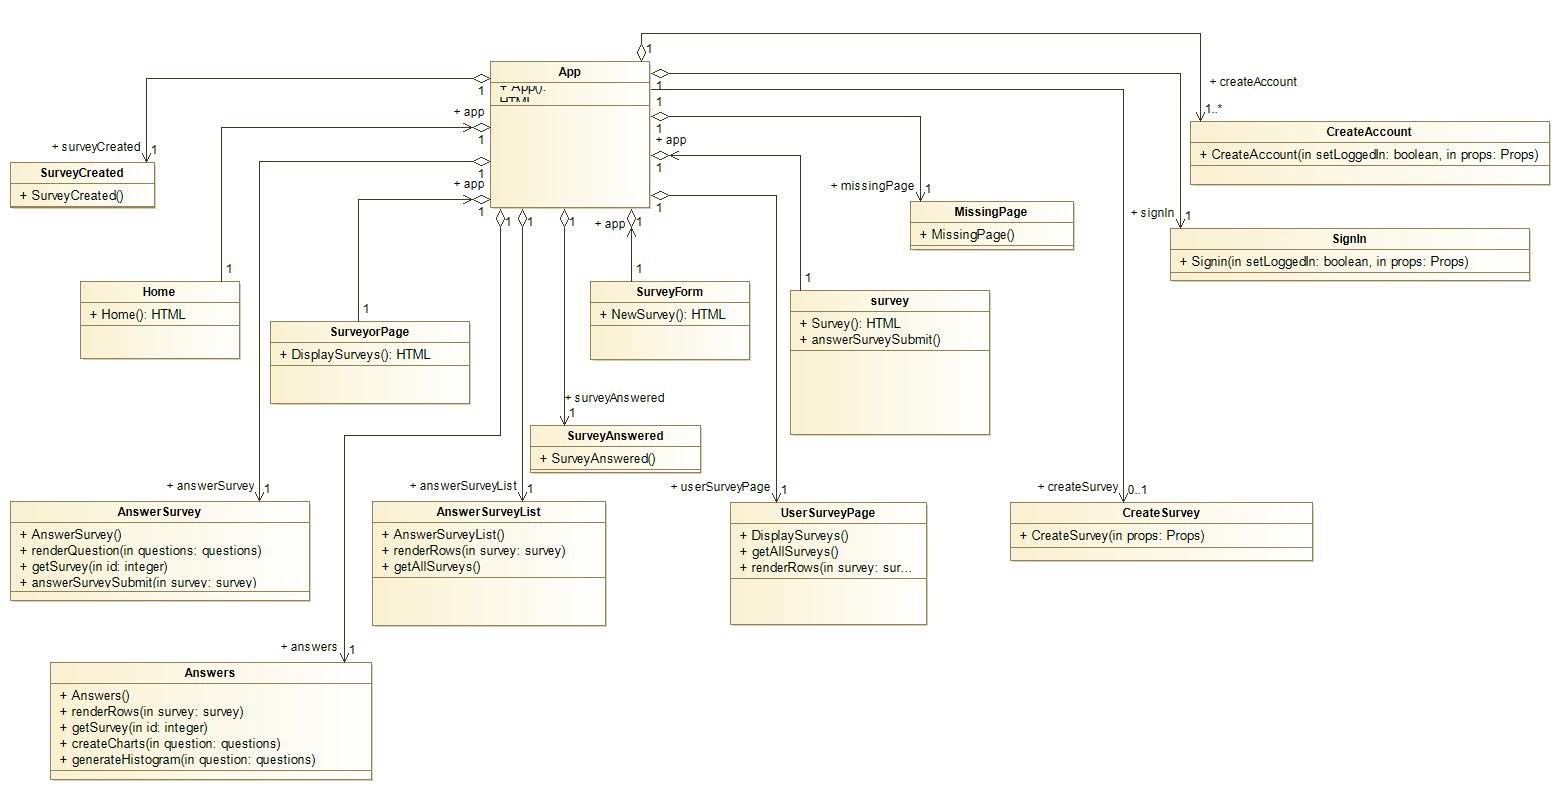 App
+ App():
HTML
1
1
1
1
1
1
1
1
1
1
1
1
1
1
+ app
+ app
+ app
+ app
+ createAccount
1..*
CreateAccount
+ CreateAccount(in setLoggedIn: boolean, in props: Props)
+ surveyCreated
1
SurveyCreated
+ SurveyCreated()
+ missingPage
1
MissingPage
+ MissingPage()
+ signIn
1
SignIn
+ Signin(in setLoggedIn: boolean, in props: Props)
1
Home
+ Home(): HTML
1
SurveyorPage
+ DisplaySurveys(): HTML
1
SurveyForm
+ NewSurvey(): HTML
1
survey
+ Survey(): HTML
+ answerSurveySubmit()
+ surveyAnswered
1
SurveyAnswered
+ SurveyAnswered()
+ answerSurvey
1
AnswerSurvey
+ AnswerSurvey()
+ renderQuestion(in questions: questions)
+ getSurvey(in id: integer)
+ answerSurveySubmit(in survey: survey)
+ answerSurveyList
1
AnswerSurveyList
+ AnswerSurveyList()
+ renderRows(in survey: survey)
+ getAllSurveys()
+ userSurveyPage
1
UserSurveyPage
+ DisplaySurveys()
+ getAllSurveys()
+ renderRows(in survey: sur...
+ createSurvey
0..1
CreateSurvey
+ CreateSurvey(in props: Props)
+ answers
1
Answers
+ Answers()
+ renderRows(in survey: survey)
+ getSurvey(in id: integer)
+ createCharts(in question: questions)
+ generateHistogram(in question: questions)